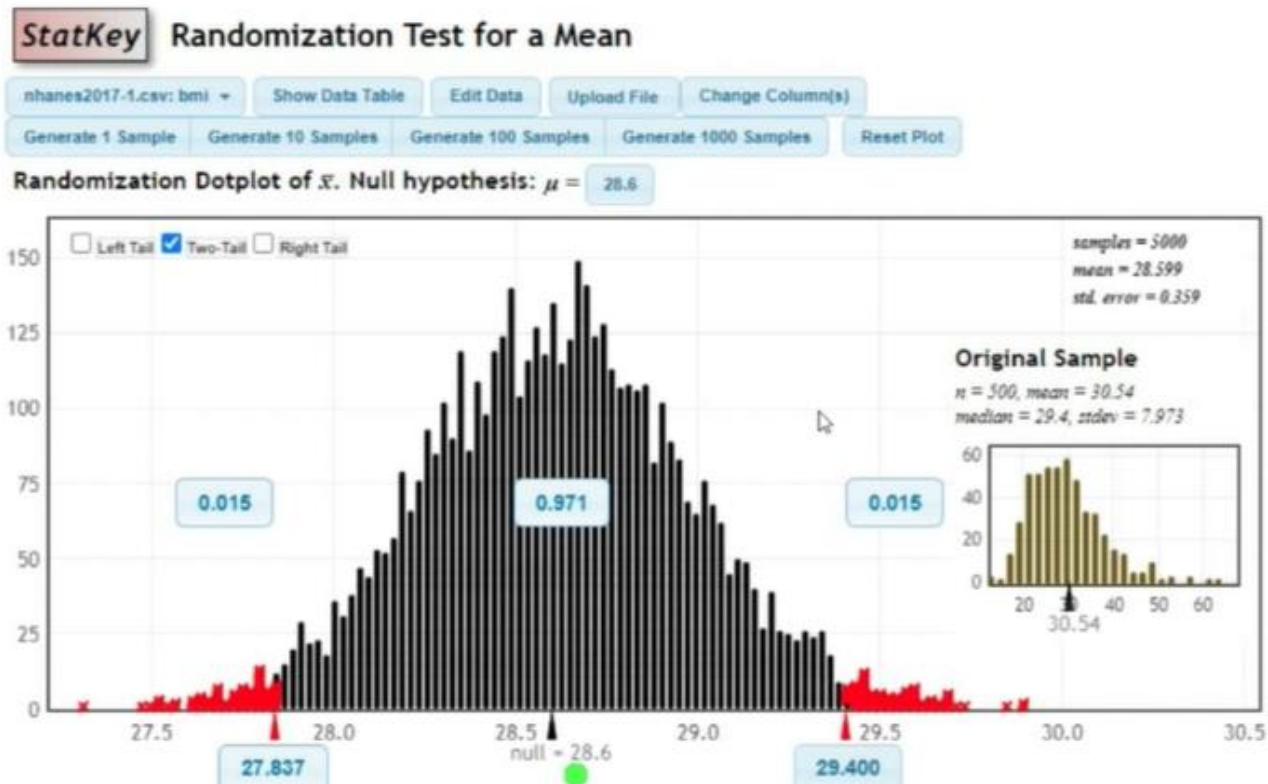 StatKey Randomization Test for a Mean
nhanes2017-1.csv: bmi Show Data Table Edit Data Upload File Change Column(s)
Generate 1 Sample Generate 10 Samples Generate 100 Samples Generate 1000 Samples Reset Plot
Randomization Dotplot of x̄. Null hypothesis: μ = 28.6
Left Tail Two-Tail Right Tail
samples = 5000
mean = 28.599
std. error = 0.359
150
125
100
75
50
25
0
Original Sample
n = 500, mean = 30.54
median = 29.4, stdev = 7.973
60
40
20
0
20 30 40 50 60
30.54
0.015 0.971 0.015
27.5 28.0 28.5 29.0 29.5 30.0 30.5
null = 28.6
27.837 29.400